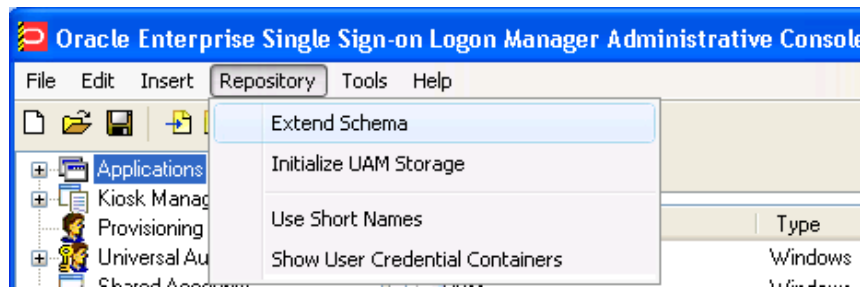 Oracle Enterprise Single Sign-on Logon Manager Administrative Console
File Edit Insert Repository Tools Help
Extend Schema
Applications
Initialize UAM Storage
Kiosk Manag
Provisioning
Use Short Names
Type
Universal Au
Show User Credential Containers
Windows